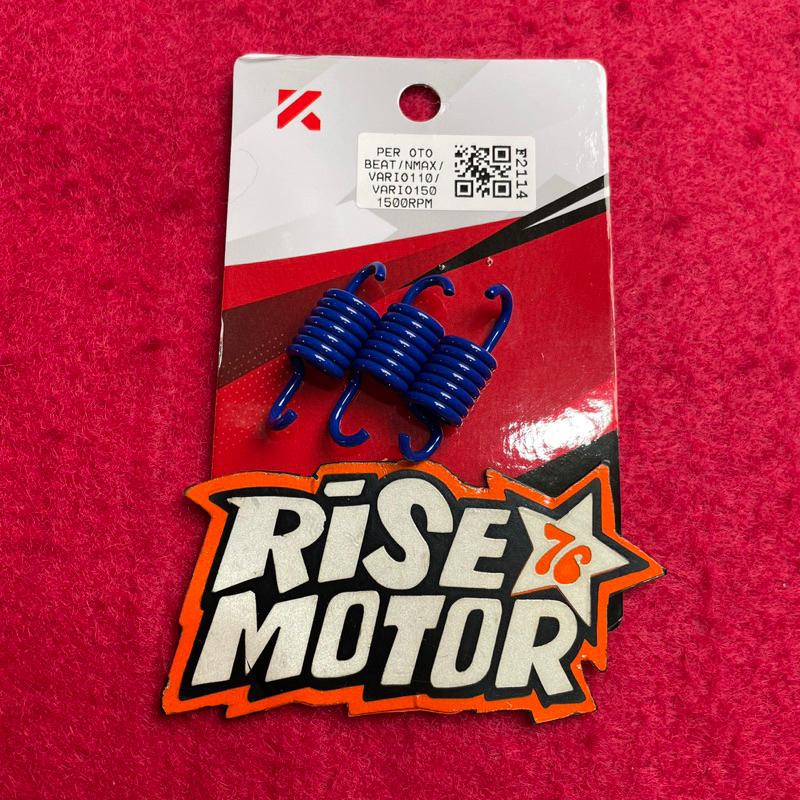 PER OTO
BEAT/NMAX/
VARIO110/
VARIO150
1500RPM
F2114
RiSE
76
MOTOR